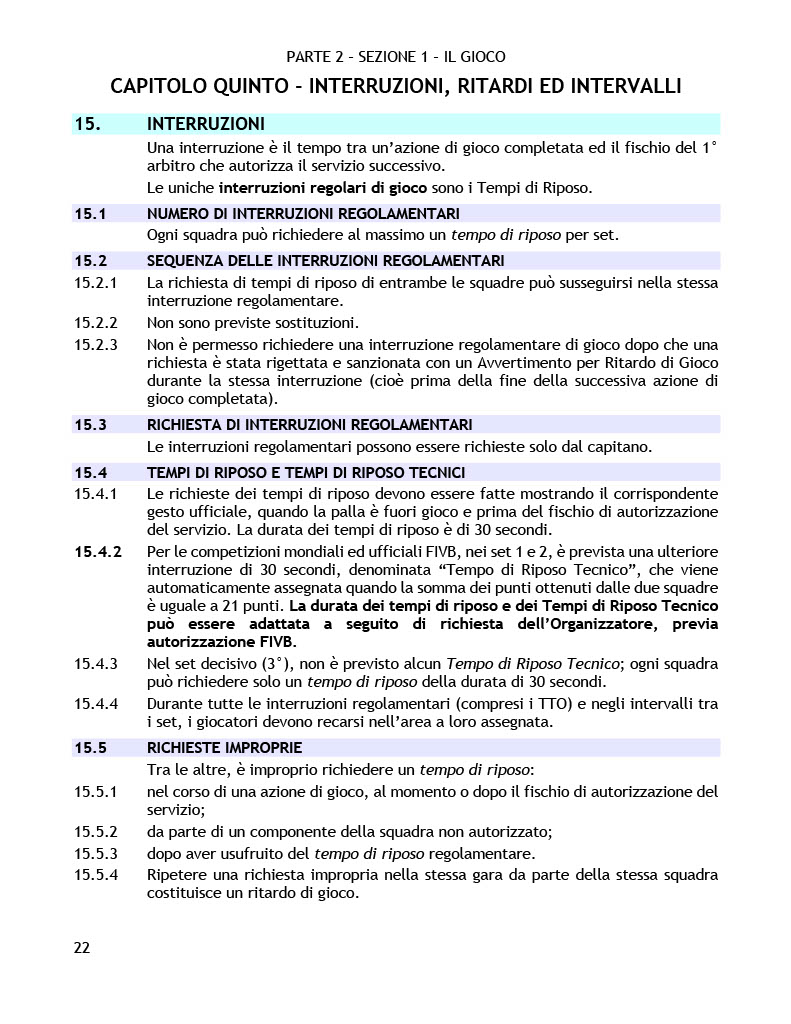 PARTE 2 – SEZIONE 1 – IL GIOCO
CAPITOLO QUINTO - INTERRUZIONI, RITARDI ED INTERVALLI
15. INTERRUZIONI
Una interruzione è il tempo tra un’azione di gioco completata ed il fischio del 1°
arbitro che autorizza il servizio successivo.
Le uniche interruzioni regolari di gioco sono i Tempi di Riposo.
15.1 NUMERO DI INTERRUZIONI REGOLAMENTARI
Ogni squadra può richiedere al massimo un tempo di riposo per set.
15.2 SEQUENZA DELLE INTERRUZIONI REGOLAMENTARI
15.2.1 La richiesta di tempi di riposo di entrambe le squadre può susseguirsi nella stessa
interruzione regolamentare.
15.2.2 Non sono previste sostituzioni.
15.2.3 Non è permesso richiedere una interruzione regolamentare di gioco dopo che una
richiesta è stata rigettata e sanzionata con un Avvertimento per Ritardo di Gioco
durante la stessa interruzione (cioè prima della fine della successiva azione di
gioco completata).
15.3 RICHIESTA DI INTERRUZIONI REGOLAMENTARI
Le interruzioni regolamentari possono essere richieste solo dal capitano.
15.4 TEMPI DI RIPOSO E TEMPI DI RIPOSO TECNICI
15.4.1 Le richieste dei tempi di riposo devono essere fatte mostrando il corrispondente
gesto ufficiale, quando la palla è fuori gioco e prima del fischio di autorizzazione
del servizio. La durata dei tempi di riposo è di 30 secondi.
15.4.2 Per le competizioni mondiali ed ufficiali FIVB, nei set 1 e 2, è prevista una ulteriore
interruzione di 30 secondi, denominata “Tempo di Riposo Tecnico”, che viene
automaticamente assegnata quando la somma dei punti ottenuti dalle due squadre
è uguale a 21 punti. La durata dei tempi di riposo e dei Tempi di Riposo Tecnico
può essere adattata a seguito di richiesta dell’Organizzatore, previa
autorizzazione FIVB.
15.4.3 Nel set decisivo (3°), non è previsto alcun Tempo di Riposo Tecnico; ogni squadra
può richiedere solo un tempo di riposo della durata di 30 secondi.
15.4.4 Durante tutte le interruzioni regolamentari (compresi i TTO) e negli intervalli tra
i set, i giocatori devono recarsi nell’area a loro assegnata.
15.5 RICHIESTE IMPROPRIE
Tra le altre, è improprio richiedere un tempo di riposo:
15.5.1 nel corso di una azione di gioco, al momento o dopo il fischio di autorizzazione del
servizio;
15.5.2 da parte di un componente della squadra non autorizzato;
15.5.3 dopo aver usufruito del tempo di riposo regolamentare.
15.5.4 Ripetere una richiesta impropria nella stessa gara da parte della stessa squadra
costituisce un ritardo di gioco.
22